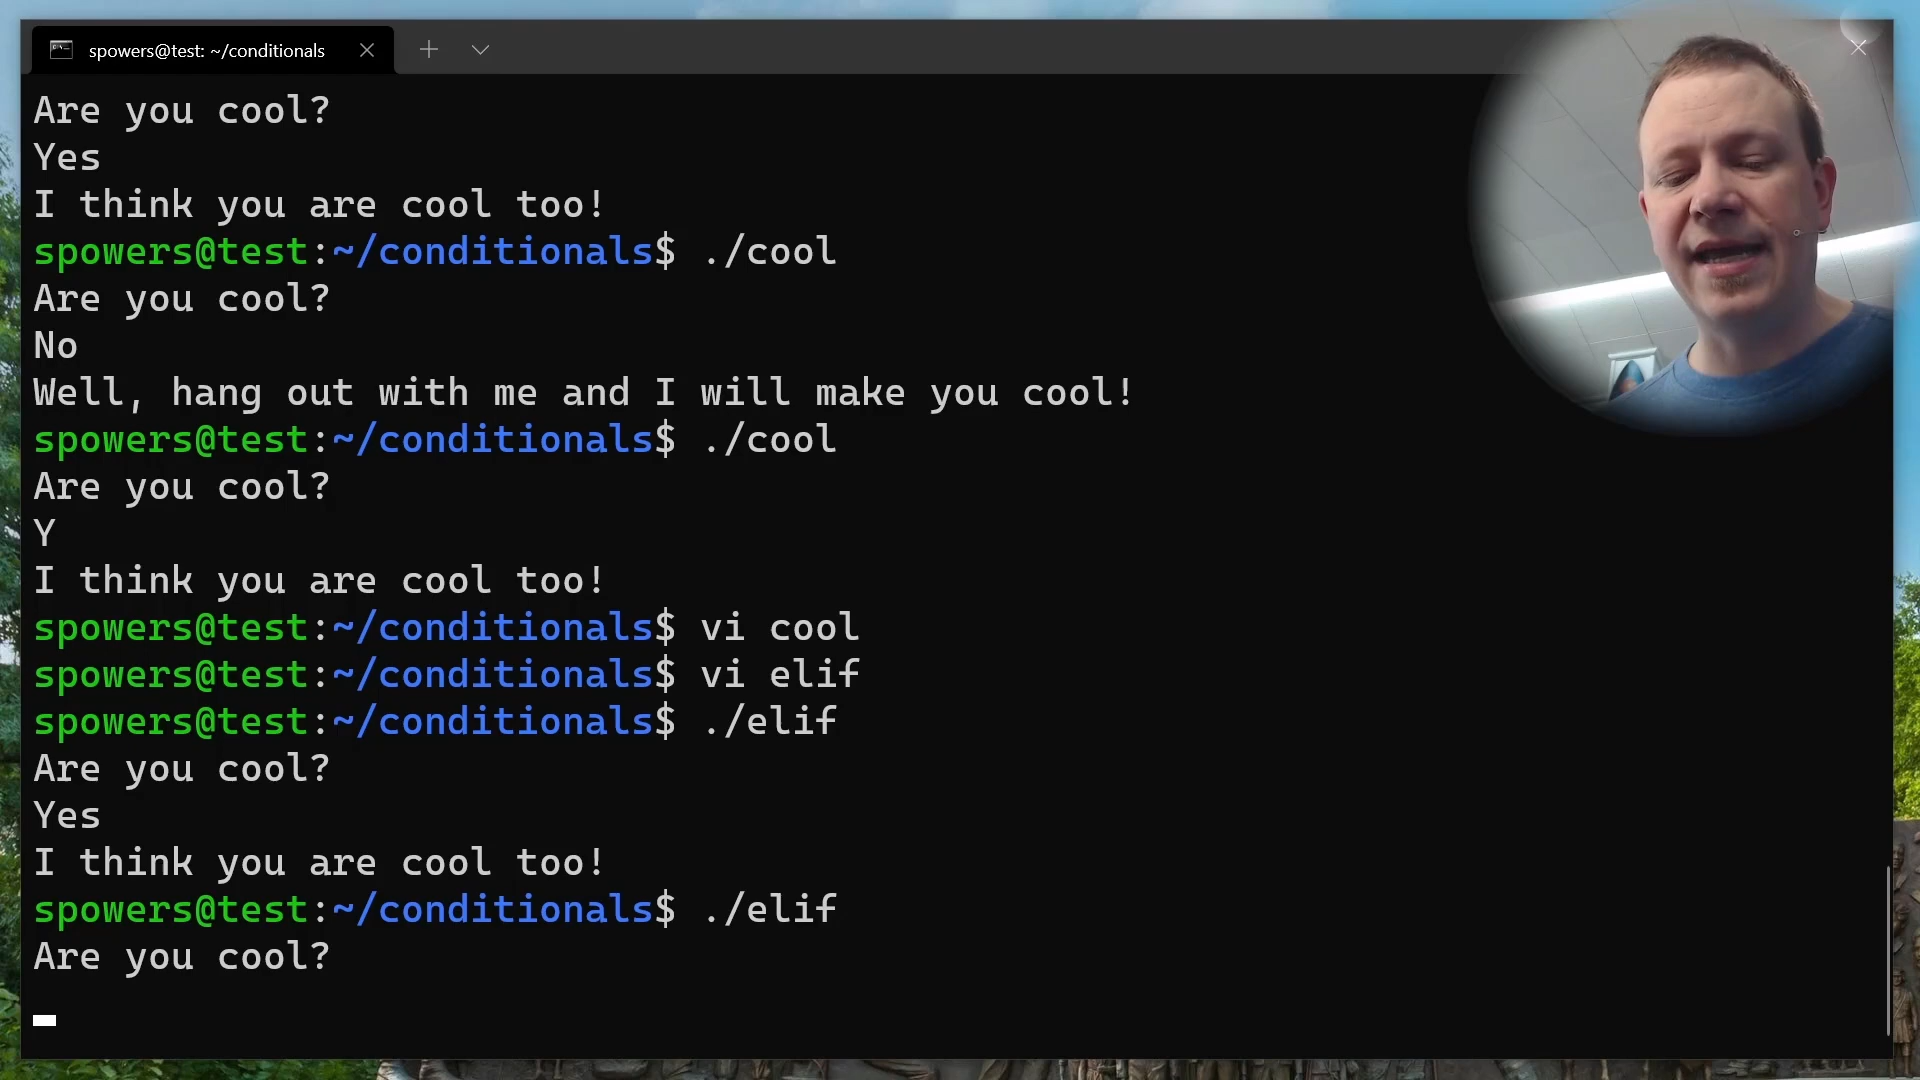 spowers@test: ~/conditionals
Are you cool?
Yes
I think you are cool too!
spowers@test:~/conditionals$ ./cool
Are you cool?
No
Well, hang out with me and I will make you cool!
spowers@test:~/conditionals$ ./cool
Are you cool?
Y
I think you are cool too!
spowers@test:~/conditionals$ vi cool
spowers@test:~/conditionals$ vi elif
spowers@test:~/conditionals$ ./elif
Are you cool?
Yes
I think you are cool too!
spowers@test:~/conditionals$ ./elif
Are you cool?